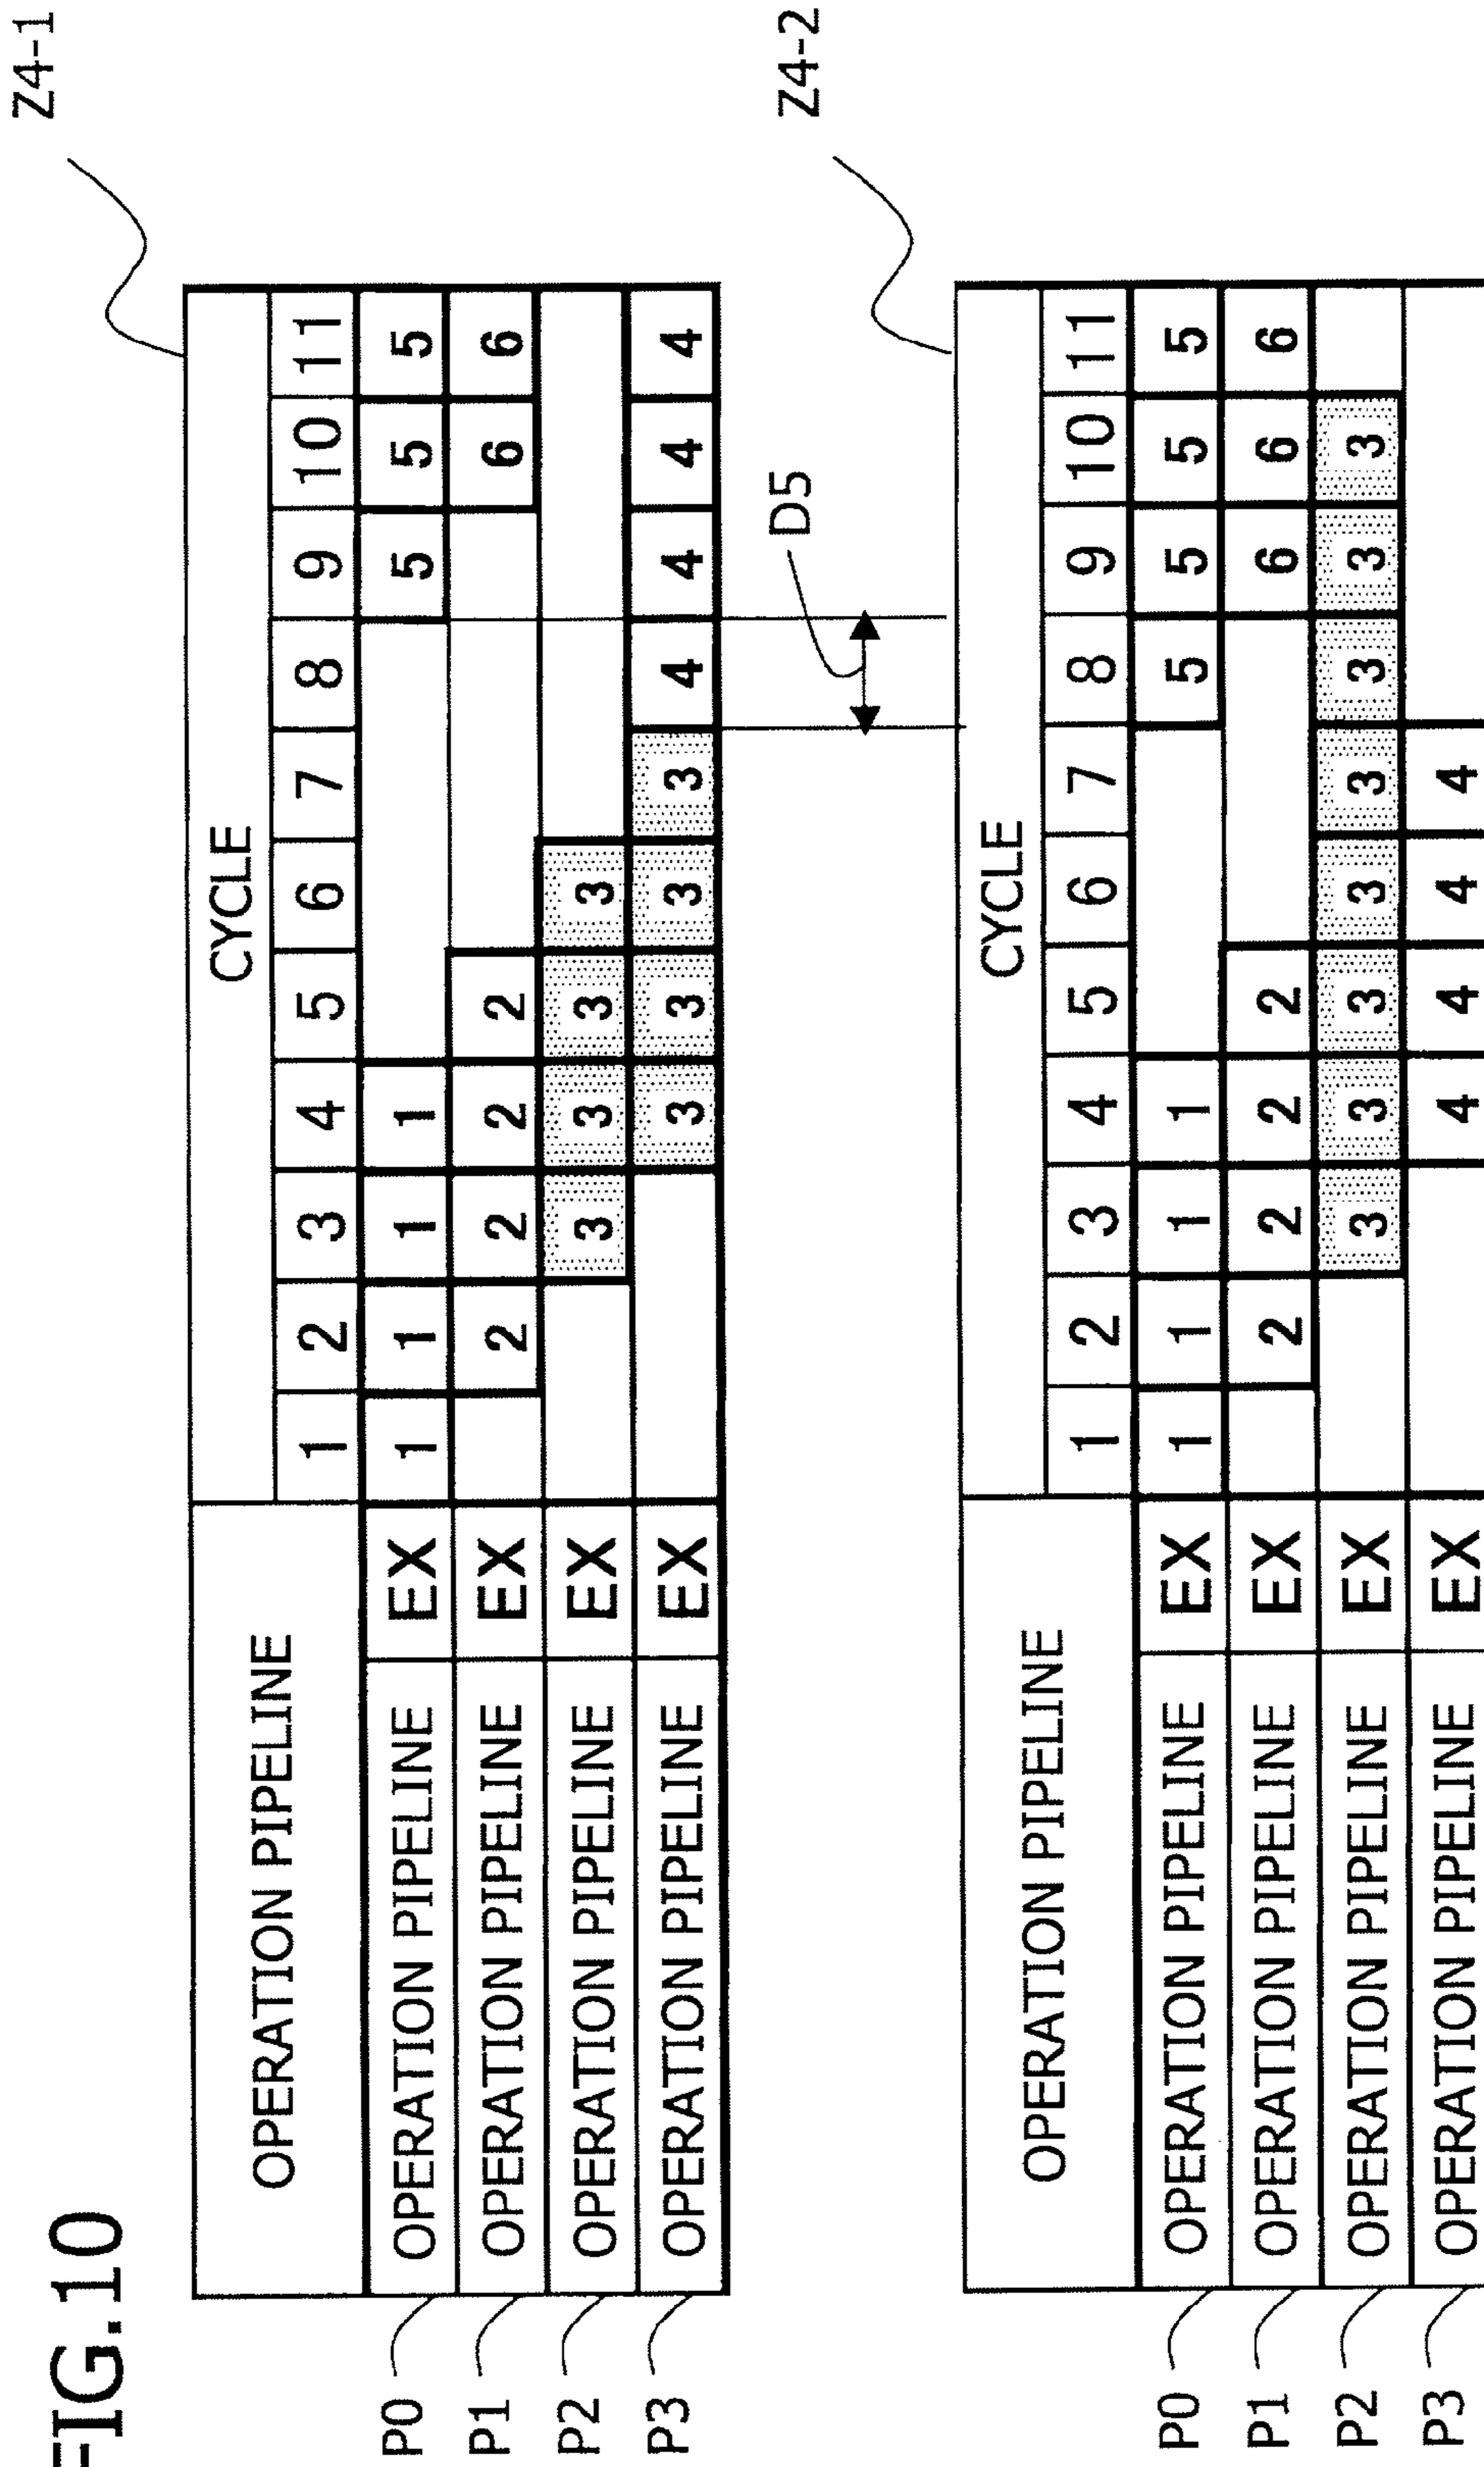 FIG.10
Z4-1
OPERATION PIPELINE CYCLE
1 2 3 4 5 6 7 8 9 10 11
P0 OPERATION PIPELINE EX 1 1 1 1 5 5 5
P1 OPERATION PIPELINE EX 2 2 2 2 6 6
P2 OPERATION PIPELINE EX 3 3 3 3
P3 OPERATION PIPELINE EX 3 3 3 3 4 4 4 4
D5
Z4-2
OPERATION PIPELINE CYCLE
1 2 3 4 5 6 7 8 9 10 11
P0 OPERATION PIPELINE EX 1 1 1 1 5 5 5 5
P1 OPERATION PIPELINE EX 2 2 2 2 6 6 6
P2 OPERATION PIPELINE EX 3 3 3 3 3 3 3 3
P3 OPERATION PIPELINE EX 4 4 4 4